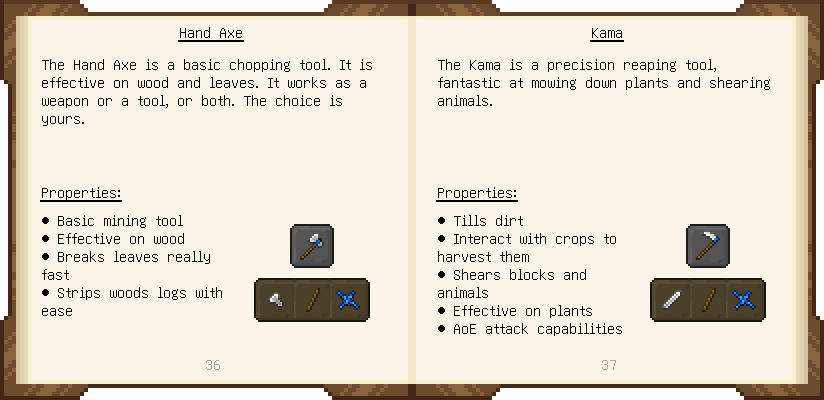 Hand Axe
The Hand Axe is a basic chopping tool. It is
effective on wood and leaves. It works as a
weapon or a tool, or both. The choice is
yours.
Properties:
● Basic mining tool
● Effective on wood
● Breaks leaves really
fast
● Strips woods logs with
ease
36
Kama
The Kama is a precision reaping tool,
fantastic at mowing down plants and shearing
animals.
Properties:
● Tills dirt
● Interact with crops to
harvest them
● Shears blocks and
animals
● Effective on plants
● AoE attack capabilities
37